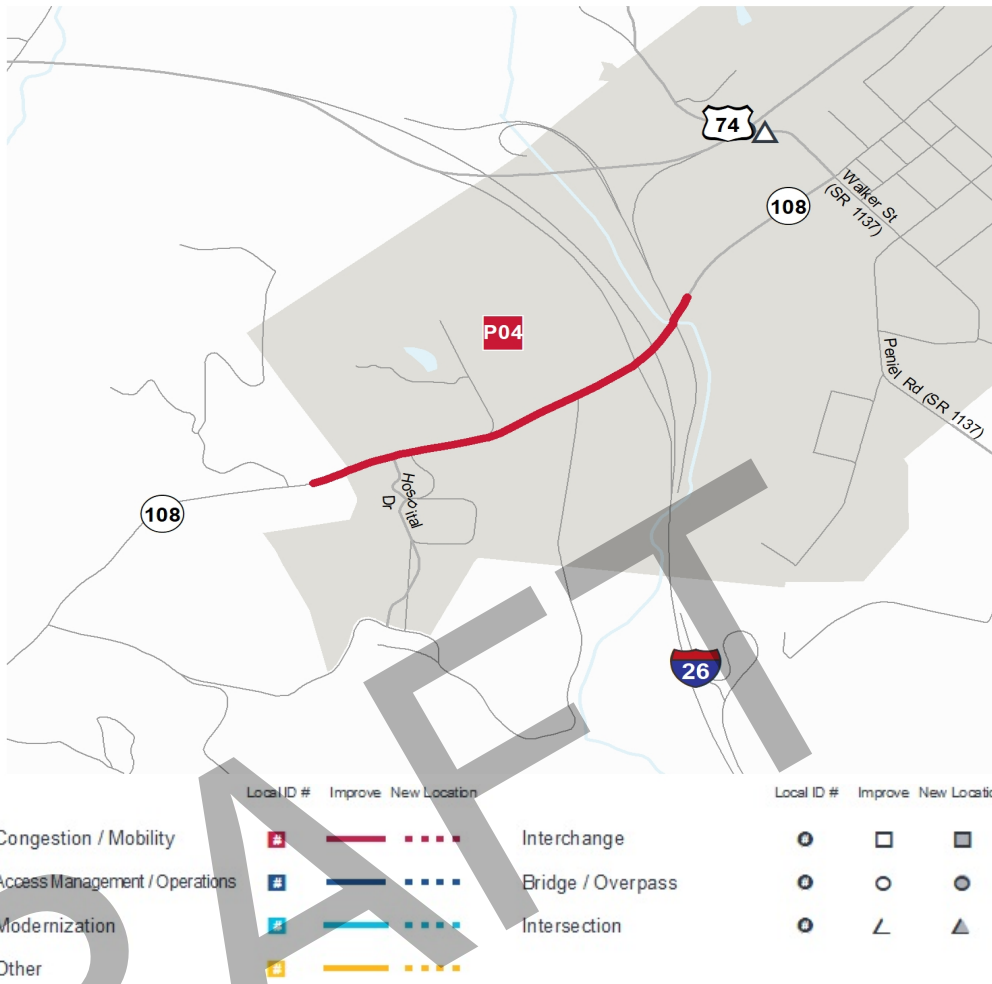 74
108
Walker St
(SR 1137)
P04
Peniel Rd (SR 1137)
Hospital
Dr
108
26
DRAFT
Local ID # Improve New Location
Congestion / Mobility #
Access Management / Operations #
Modernization #
Other #
Local ID # Improve New Locatio
Interchange #
Bridge / Overpass #
Intersection #